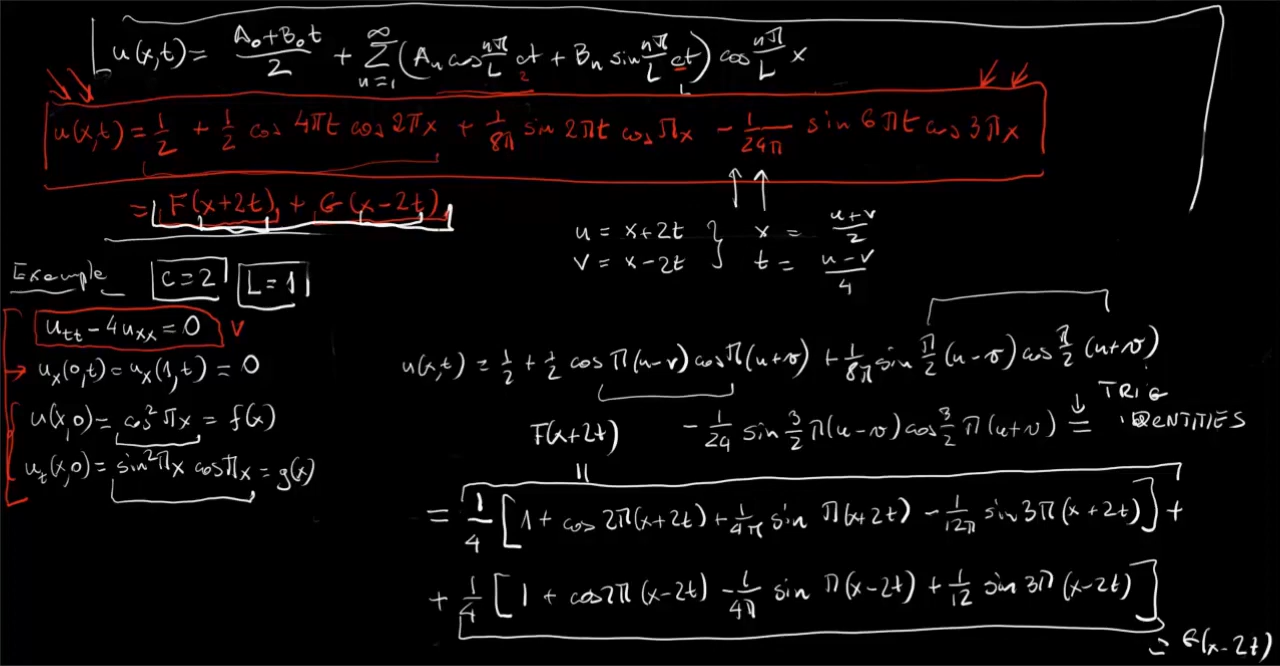 u(x,t) = (A₀+B₀t)/2 + Σ_{n=1}^{∞} (Aₙ cos nπ/L ct + Bₙ sin nπ/L ct) cos nπ/L x
2 L
u(x,t) = 1/2 + 1/2 cos 4πt cos 2πx + 1/8π sin 2πt cos πx − 1/24π sin 6πt cos 3πx
= F(x+2t) + G(x−2t)
u = x+2t } x = (u+v)/2
v = x−2t } t = (u−v)/4
Example C=2 L=1
u_tt − 4u_xx = 0 v
→ u_x(0,t) = u_x(1,t) = 0
u(x,0) = cos²πx = f(x)
u_t(x,0) = sin²πx cosπx = g(x)
u(x,t) = 1/2 + 1/2 cos π(u−v) cos π(u+v) + 1/8π sin π/2 (u−v) cos π/2 (u+v)
− 1/24 sin 3/2 π(u−v) cos 3/2 π(u+v) = ↓ TRIG IDENTITIES
F(x+2t)
||
= 1/4 [1 + cos 2π(x+2t) + 1/4π sin π(x+2t) − 1/12π sin 3π(x+2t)] +
+ 1/4 [1 + cos 2π(x−2t) − 1/4π sin π(x−2t) + 1/12 sin 3π(x−2t)]
= G(x−2t)